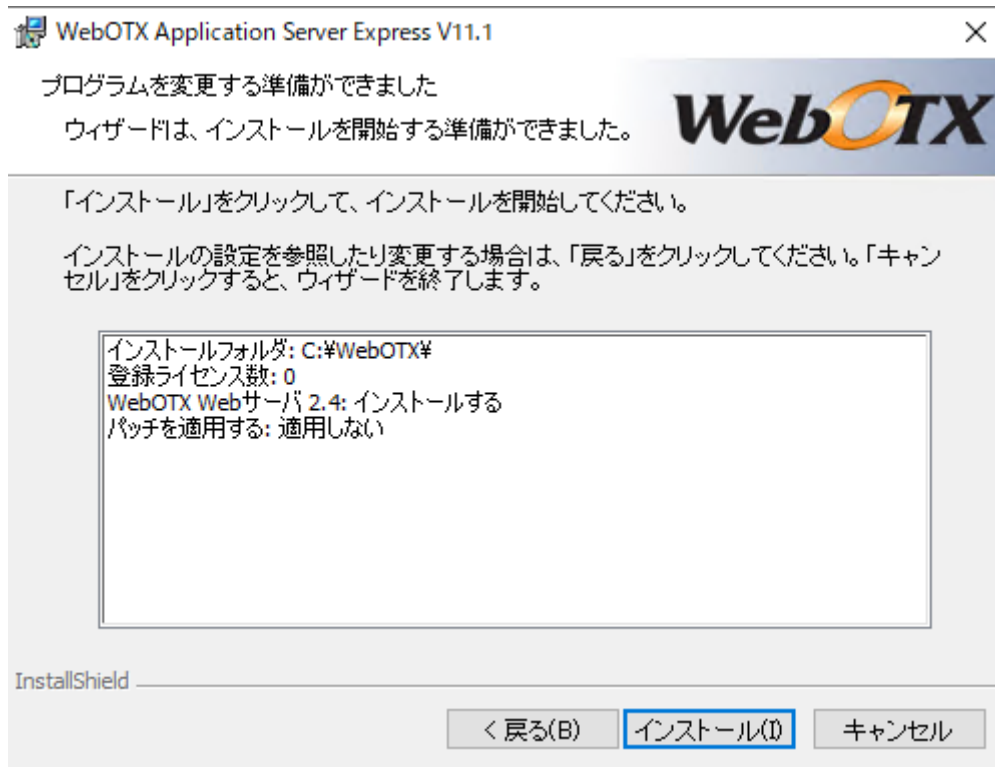 WebOTX Application Server Express V11.1
プログラムを変更する準備ができました
ウィザードは、インストールを開始する準備ができました。
WebOTX
「インストール」をクリックして、インストールを開始してください。
インストールの設定を参照したり変更する場合は、「戻る」をクリックしてください。「キャン
セル」をクリックすると、ウィザードを終了します。
インストールフォルダ: C:¥WebOTX¥
登録ライセンス数: 0
WebOTX Webサーバ 2.4: インストールする
パッチを適用する: 適用しない
InstallShield
< 戻る(B)
インストール(I)
キャンセル